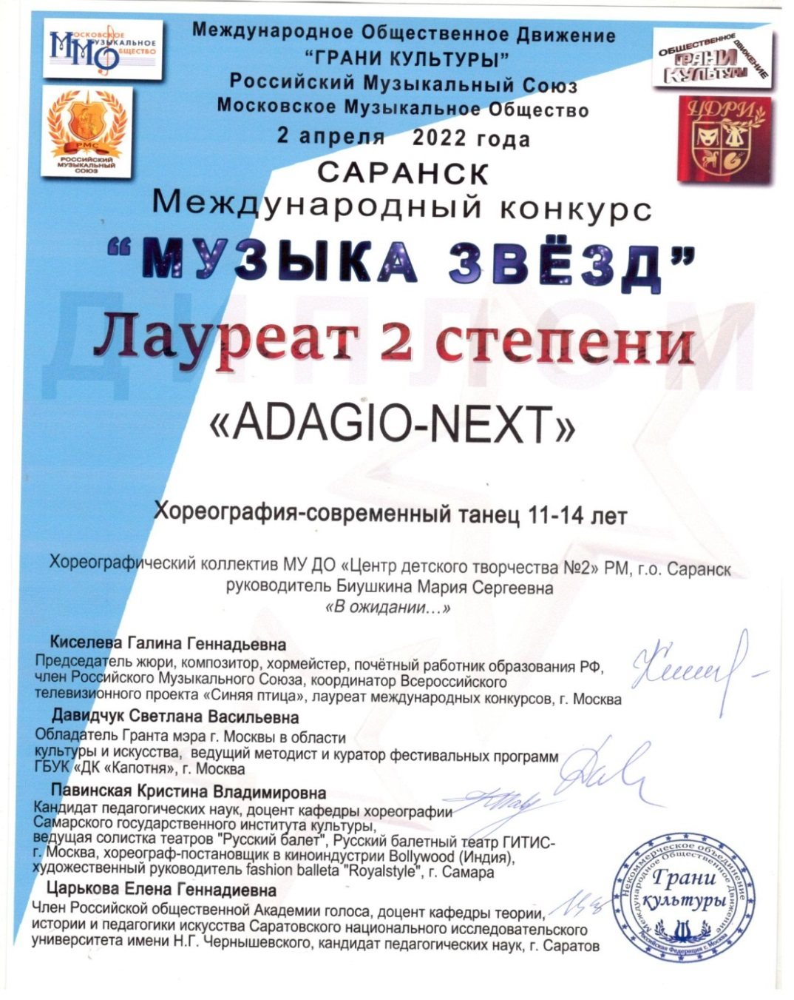 МОСКОВСКОЕ
МУЗЫКАЛЬНОЕ
ОБЩЕСТВО
ММО
РМС
РОССИЙСКИЙ
МУЗЫКАЛЬНЫЙ
СОЮЗ
Международное Общественное Движение
“ГРАНИ КУЛЬТУРЫ”
Российский Музыкальный Союз
Московское Музыкальное Общество
2 апреля 2022 года
ОБЩЕСТВЕННОЕ
ДВИЖЕНИЕ
ГРАНИ
КУЛЬТУРЫ
ЦДРИ
САРАНСК
Международный конкурс
“МУЗЫКА ЗВЁЗД”
ДИПЛОМ
Лауреат 2 степени
«ADAGIO-NEXT»
Хореография-современный танец 11-14 лет
Хореографический коллектив МУ ДО «Центр детского творчества №2» РМ, г.о. Саранск
руководитель Биушкина Мария Сергеевна
«В ожидании…»
Киселева Галина Геннадьевна
Председатель жюри, композитор, хормейстер, почётный работник образования РФ,
член Российского Музыкального Союза, координатор Всероссийского
телевизионного проекта «Синяя птица», лауреат международных конкурсов, г. Москва
Давидчук Светлана Васильевна
Обладатель Гранта мэра г. Москвы в области
культуры и искусства, ведущий методист и куратор фестивальных программ
ГБУК «ДК «Капотня», г. Москва
Павинская Кристина Владимировна
Кандидат педагогических наук, доцент кафедры хореографии
Самарского государственного института культуры,
ведущая солистка театров "Русский балет", Русский балетный театр ГИТИС-
г. Москва, хореограф-постановщик в киноиндустрии Bollywood (Индия),
художественный руководитель fashion balleta "Royalstyle", г. Самара
Царькова Елена Геннадиевна
Член Российской общественной Академии голоса, доцент кафедры теории,
истории и педагогики искусства Саратовского национального исследовательского
университета имени Н.Г. Чернышевского, кандидат педагогических наук, г. Саратов
Некоммерческое объединение
Международное Общественное Движение
Грани
культуры
Российская Федерация г. Москва